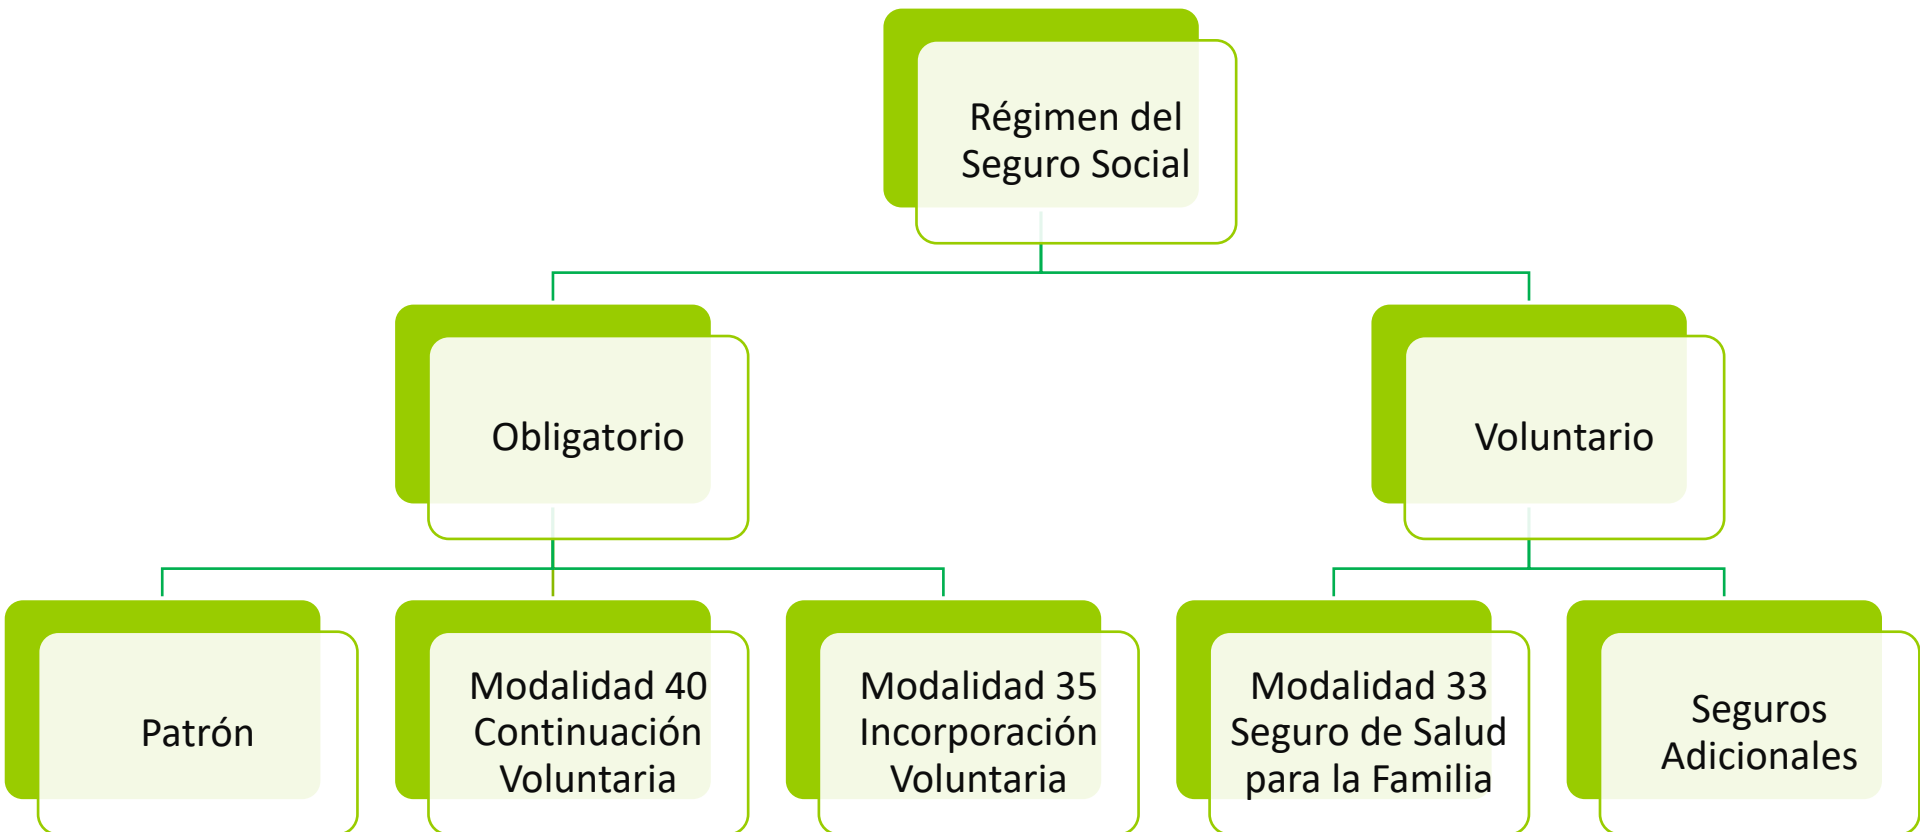 Régimen del
Seguro Social
Obligatorio
Voluntario
Patrón
Modalidad 40
Continuación
Voluntaria
Modalidad 35
Incorporación
Voluntaria
Modalidad 33
Seguro de Salud
para la Familia
Seguros
Adicionales